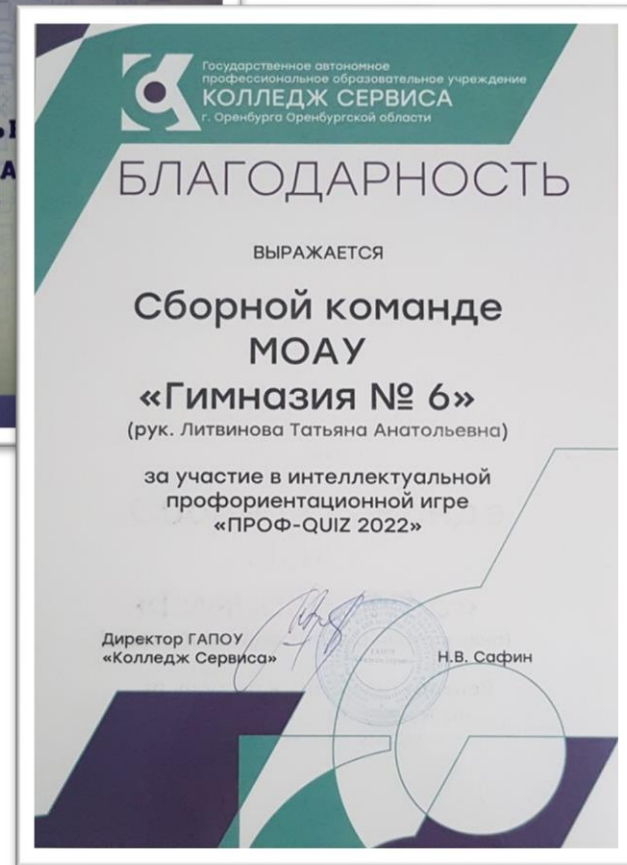 Государственное автономное
профессиональное образовательное учреждение
КОЛЛЕДЖ СЕРВИСА
г. Оренбурга Оренбургской области
БЛАГОДАРНОСТЬ
ВЫРАЖАЕТСЯ
Сборной команде
МОАУ
«Гимназия № 6»
(рук. Литвинова Татьяна Анатольевна)
за участие в интеллектуальной
профориентационной игре
«ПРОФ-QUIZ 2022»
Директор ГАПОУ
«Колледж Сервиса»
Н.В. Сафин